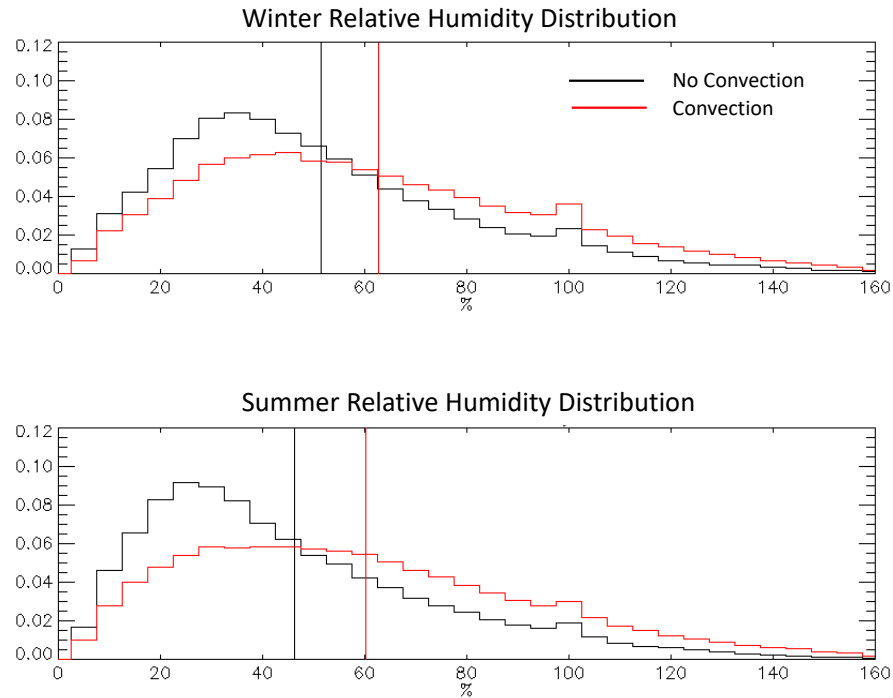 Winter Relative Humidity Distribution
0.12
0.10
0.08
0.06
0.04
0.02
0.00
No Convection
Convection
0 20 40 60 80 100 120 140 160
%
Summer Relative Humidity Distribution
0.12
0.10
0.08
0.06
0.04
0.02
0.00
0 20 40 60 80 100 120 140 160
%